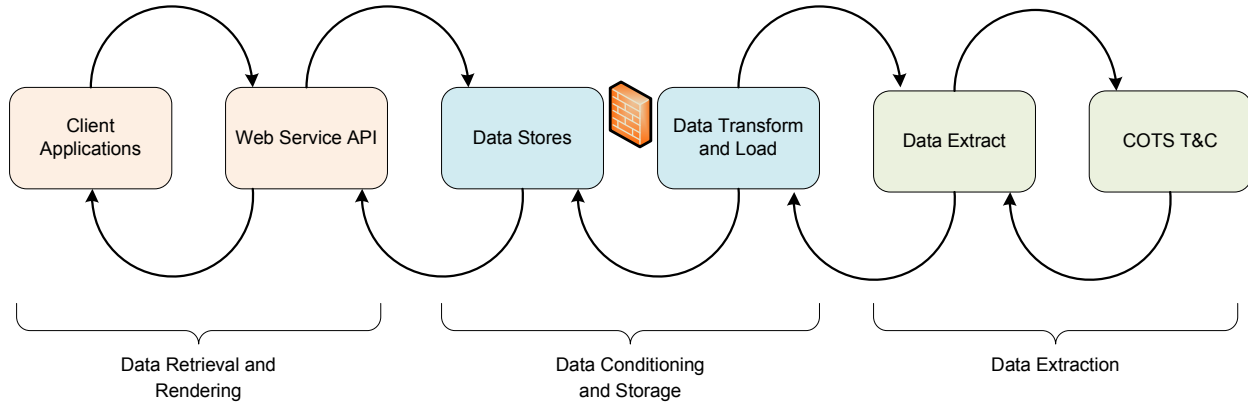 Client
Applications
Web Service API
Data Stores
Data Transform
and Load
Data Extract
COTS T&C
Data Retrieval and
Rendering
Data Conditioning
and Storage
Data Extraction